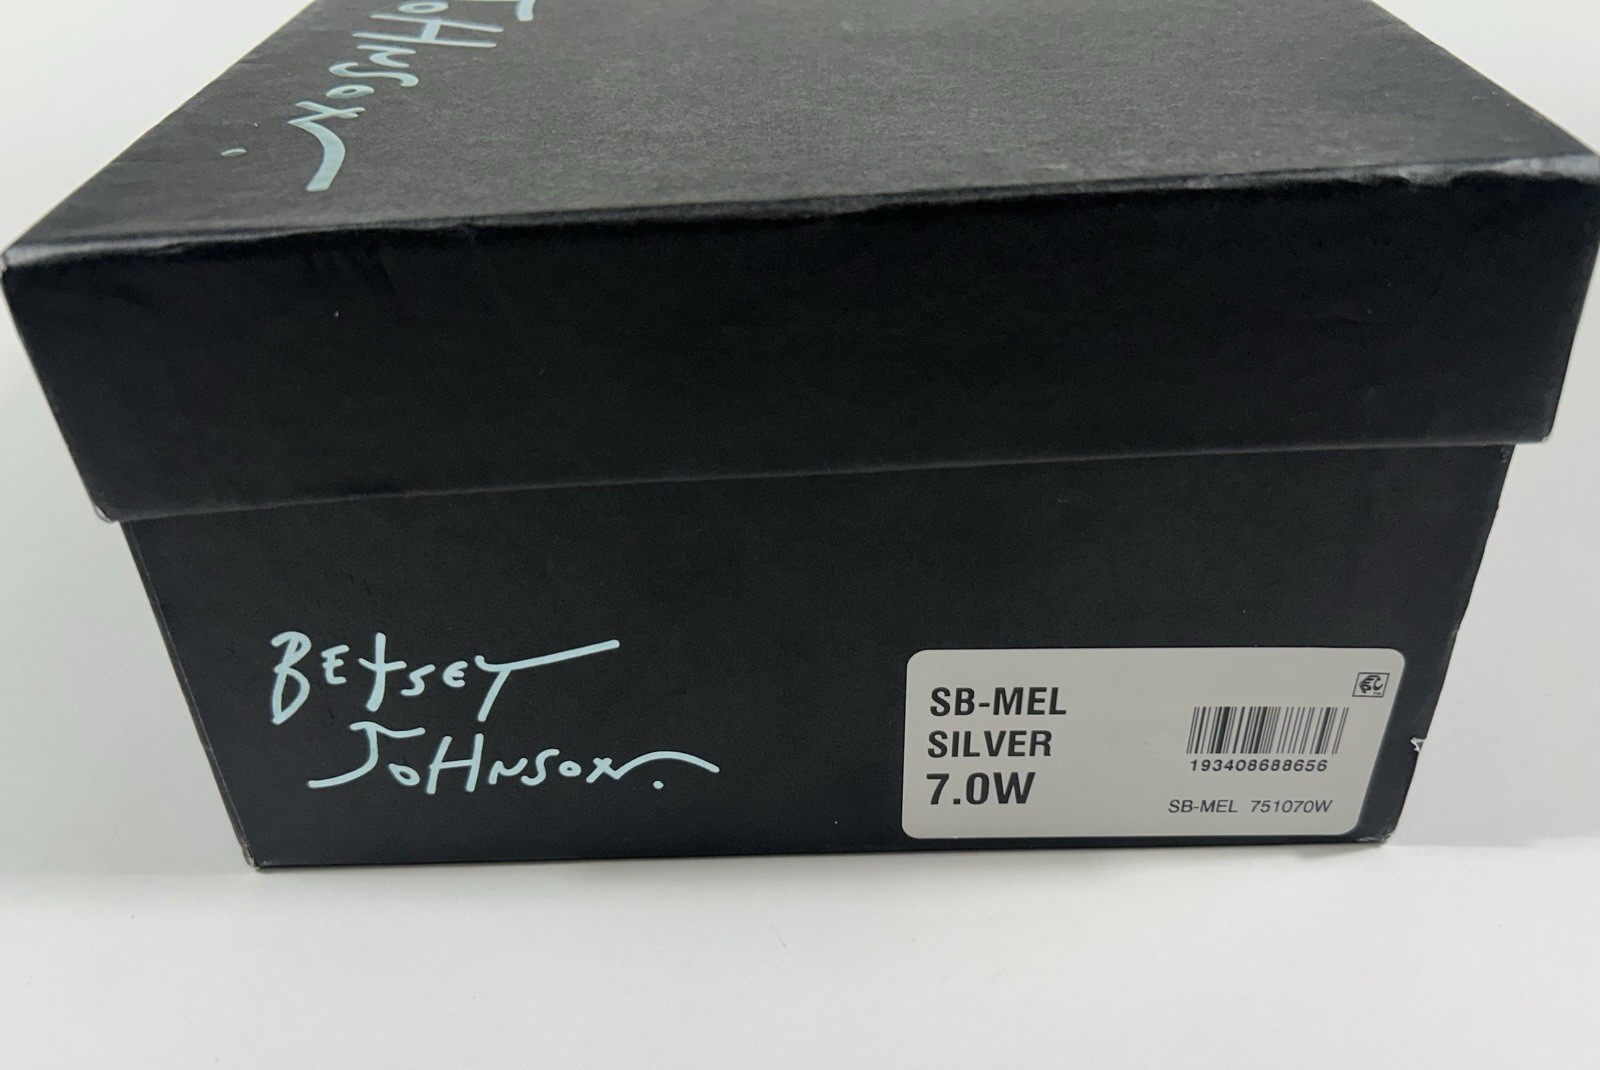 JOHNSON.
BETSEY
JOHNSON.
SB-MEL
SILVER
7.0W
193408688656
SB-MEL 751070W